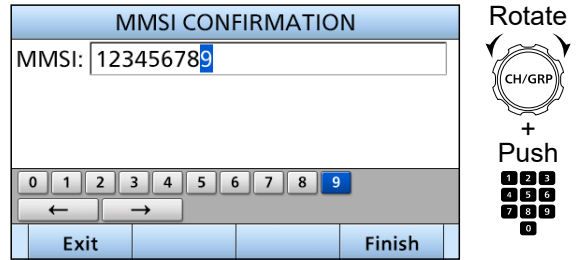 MMSI CONFIRMATION
MMSI: 123456789
0 1 2 3 4 5 6 7 8 9
← →
Exit Finish
Rotate
CH/GRP
+
Push
1 2 3
4 5 6
7 8 9
0